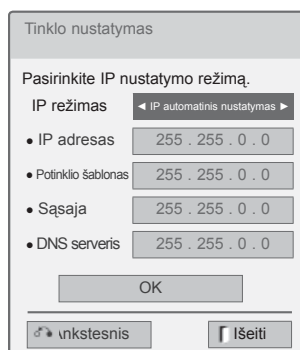 Tinklo nustatymas
Pasirinkite IP nustatymo režimą.
IP režimas ◄ IP automatinis nustatymas ►
• IP adresas 255 . 255 . 0 . 0
• Potinklio šablonas 255 . 255 . 0 . 0
• Sąsaja 255 . 255 . 0 . 0
• DNS serveris 255 . 255 . 0 . 0
OK
Išeiti